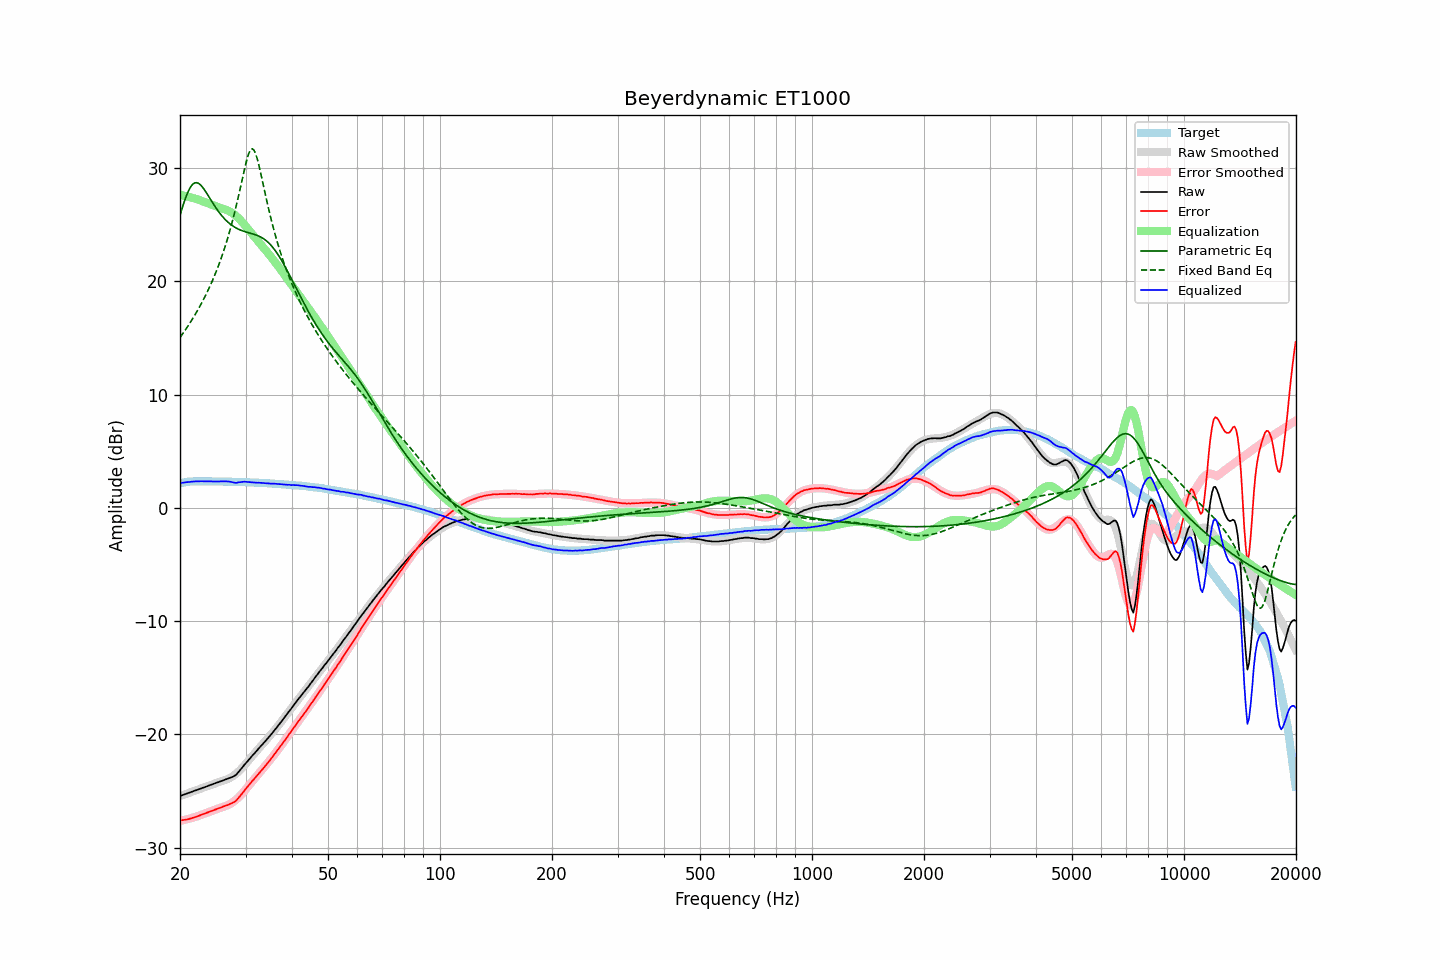 Beyerdynamic ET1000
Target
Raw Smoothed
Error Smoothed
Raw
Error
Equalization
Parametric Eq
Fixed Band Eq
Equalized
Amplitude (dBr)
30
20
10
0
−10
−20
−30
20 50 100 200 500 1000 2000 5000 10000 20000
Frequency (Hz)